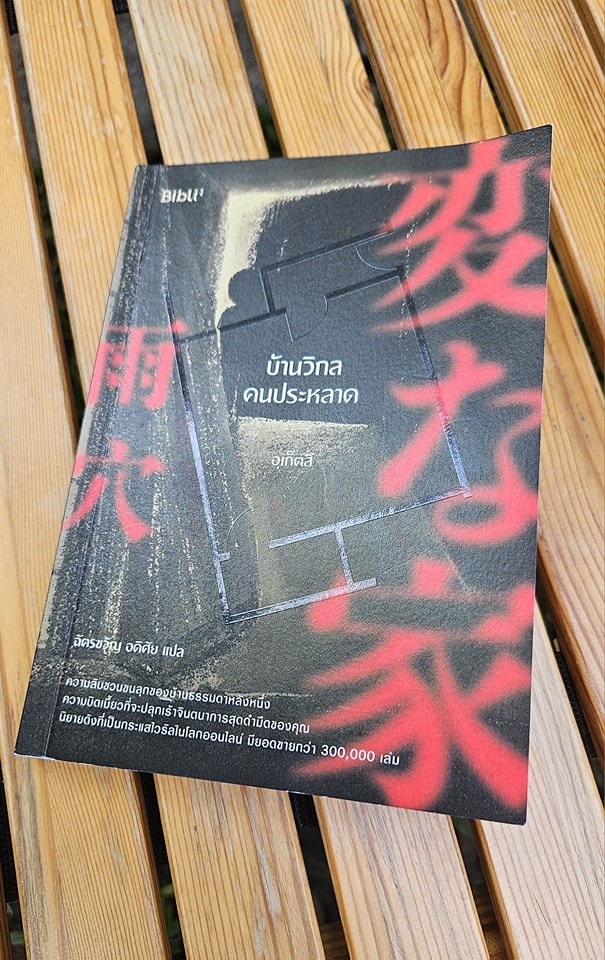 Bibli
変な家
雨穴
บ้านวิกล
คนประหลาด
อุเก็ตสึ
ฉัตรขวัญ อดิศัย แปล
ความลับชวนขนลุกของบ้านธรรมดาหลังหนึ่ง
ความบิดเบี้ยวที่จะปลุกเร้าจินตนาการสุดดำมืดของคุณ
นิยายดังที่เป็นกระแสไวรัลในโลกออนไลน์ มียอดขายกว่า 300,000 เล่ม